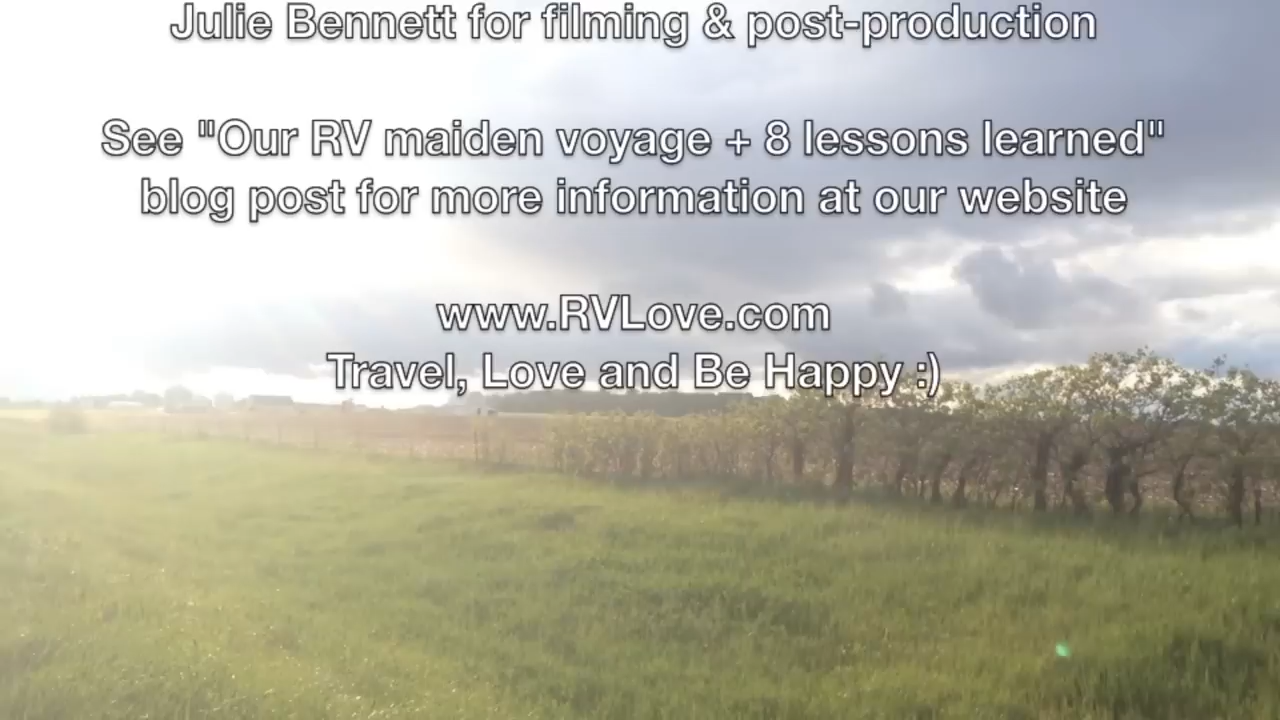 Julie Bennett for filming & post-production
See "Our RV maiden voyage + 8 lessons learned"
blog post for more information at our website
www.RVLove.com
Travel, Love and Be Happy :)